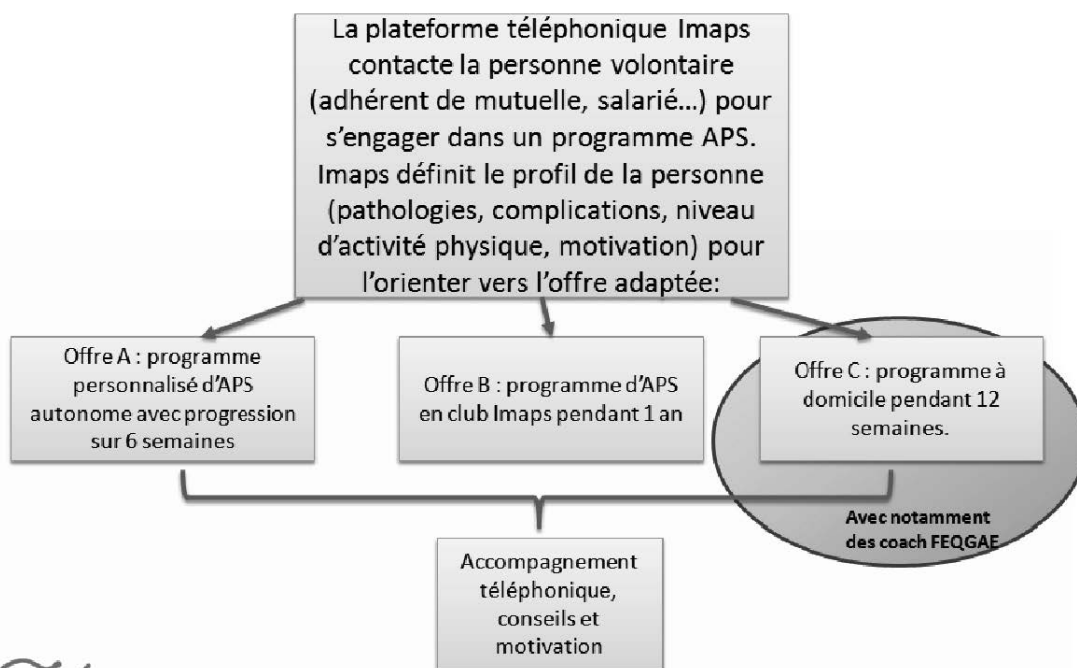 La plateforme téléphonique Imaps
contacte la personne volontaire
(adhérent de mutuelle, salarié...) pour
s'engager dans un programme APS.
Imaps définit le profil de la personne
(pathologies, complications, niveau
d'activité physique, motivation) pour
l'orienter vers l'offre adaptée:
Offre A : programme
personnalisé d'APS
autonome avec progression
sur 6 semaines
Offre B : programme d'APS
en club Imaps pendant 1 an
Offre C : programme à
domicile pendant 12
semaines.
Avec notamment
des coach FEQGAE
Accompagnement
téléphonique,
conseils et
motivation